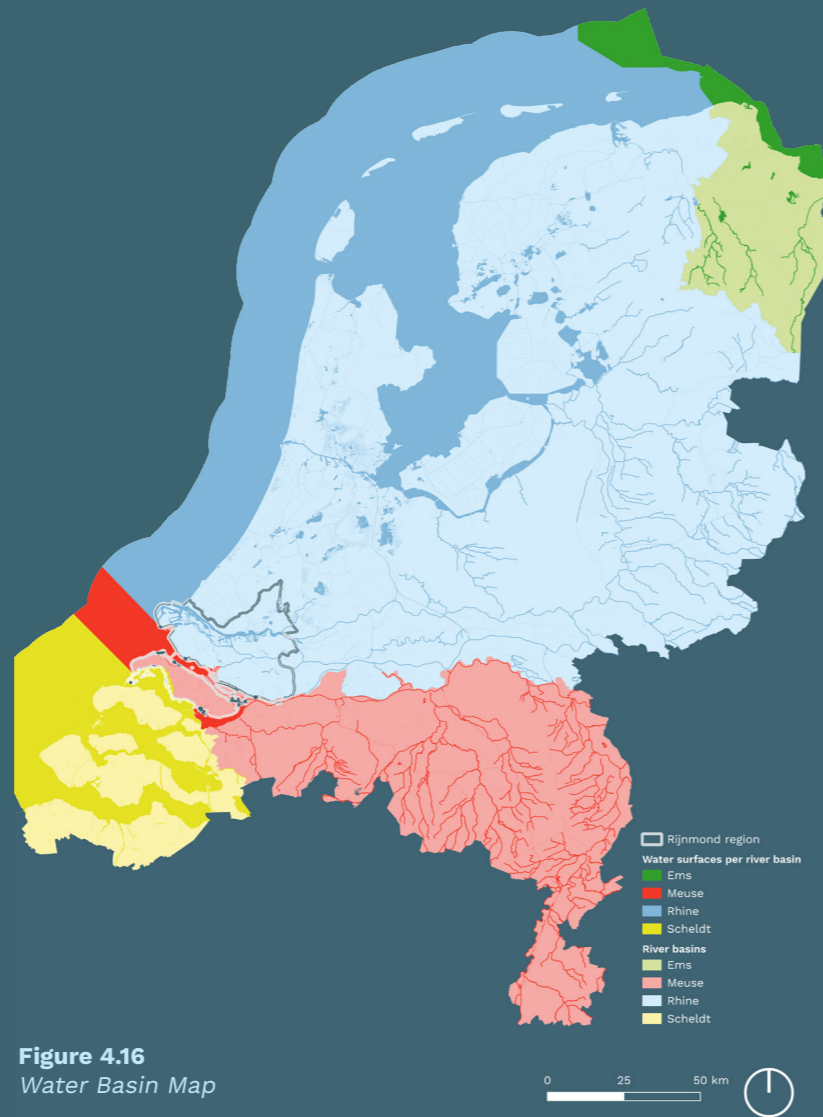 Rijnmond region
Water surfaces per river basin
Ems
Meuse
Rhine
Scheldt
River basins
Ems
Meuse
Rhine
Scheldt
Figure 4.16
Water Basin Map
0 25 50 km